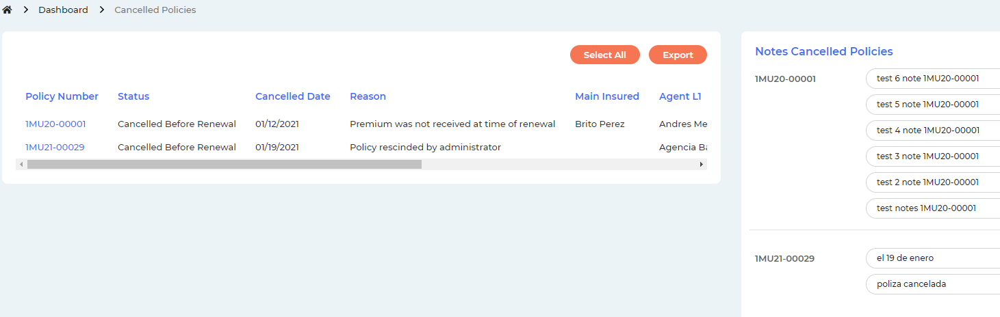 Dashboard Cancelled Policies
Select All Export
Policy Number Status Cancelled Date Reason Main Insured Agent L1
1MU20-00001 Cancelled Before Renewal 01/12/2021 Premium was not received at time of renewal Brito Perez Andres Me
1MU21-00029 Cancelled Before Renewal 01/19/2021 Policy rescinded by administrator Agencia Ba
Notes Cancelled Policies
1MU20-00001 test 6 note 1MU20-00001
test 5 note 1MU20-00001
test 4 note 1MU20-00001
test 3 note 1MU20-00001
test 2 note 1MU20-00001
test notes 1MU20-00001
1MU21-00029 el 19 de enero
poliza cancelada